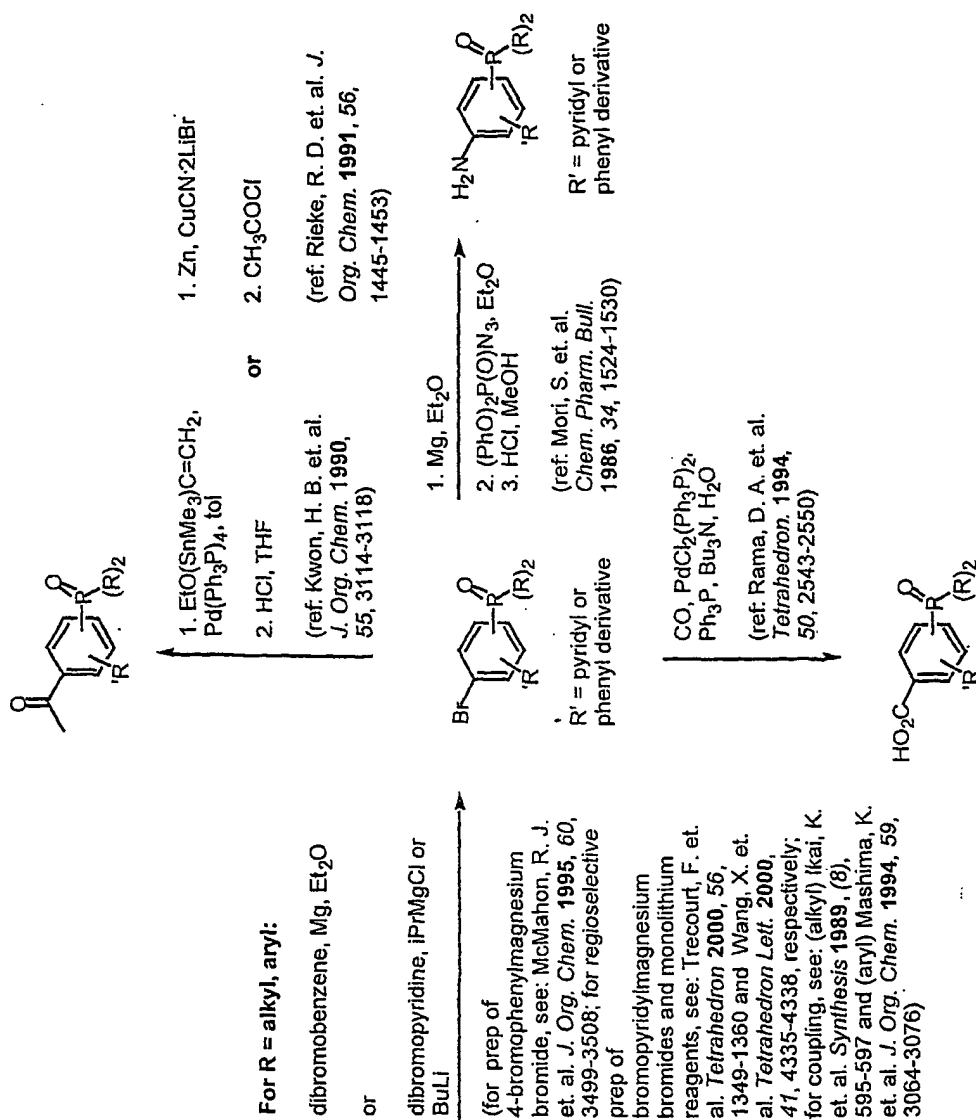 O
O
R
(R)2
'R
1. EtO(SnMe3)C=CH2,
Pd(Ph3P)4, tol
2. HCl, THF
(ref: Kwon, H. B. et. al.
J. Org. Chem. 1990,
55, 3114-3118)
or
1. Zn, CuCN·2LiBr
2. CH3COCl
(ref: Rieke, R. D. et. al. J.
Org. Chem. 1991, 56,
1445-1453)
For R = alkyl, aryl:
dibromobenzene, Mg, Et2O
or
dibromopyridine, iPrMgCl or
BuLi
(for prep of
4-bromophenylmagnesium
bromide, see: McMahon, R. J.
et. al. J. Org. Chem. 1995, 60,
3499-3508; for regioselective
prep of
bromopyridylmagnesium
bromides and monolithium
reagents, see: Trecourt, F. et.
al. Tetrahedron 2000, 56,
1349-1360 and Wang, X. et.
al. Tetrahedron Lett. 2000,
41, 4335-4338, respectively;
for coupling, see: (alkyl) Ikai, K.
et. al. Synthesis 1989, (8),
595-597 and (aryl) Mashima, K.
et. al. J. Org. Chem. 1994, 59,
3064-3076)
Br
O
R
(R)2
'R
R' = pyridyl or
phenyl derivative
1. Mg, Et2O
2. (PhO)2P(O)N3, Et2O
3. HCl, MeOH
(ref: Mori, S. et. al.
Chem. Pharm. Bull.
1986, 34, 1524-1530)
H2N
O
R
(R)2
'R
R' = pyridyl or
phenyl derivative
CO, PdCl2(Ph3P)2,
Ph3P, Bu3N, H2O
(ref: Rama, D. A. et. al.
Tetrahedron. 1994,
50, 2543-2550)
HO2C
O
R
(R)2
'R